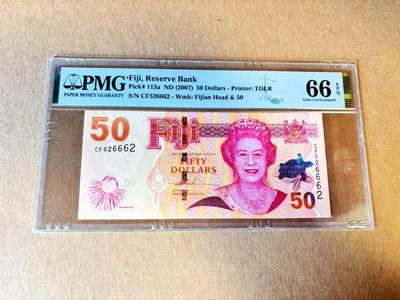 PMG
PAPER MONEY GUARANTY
Fiji, Reserve Bank
Pick# 113a ND (2007) 50 Dollars - Printer: TDLR
S/N CF526662 - Wmk: Fijian Head & 50
66 EPQ
Gem Uncirculated
50
Fiji
CF526662
FIFTY DOLLARS
50
CF526662
50